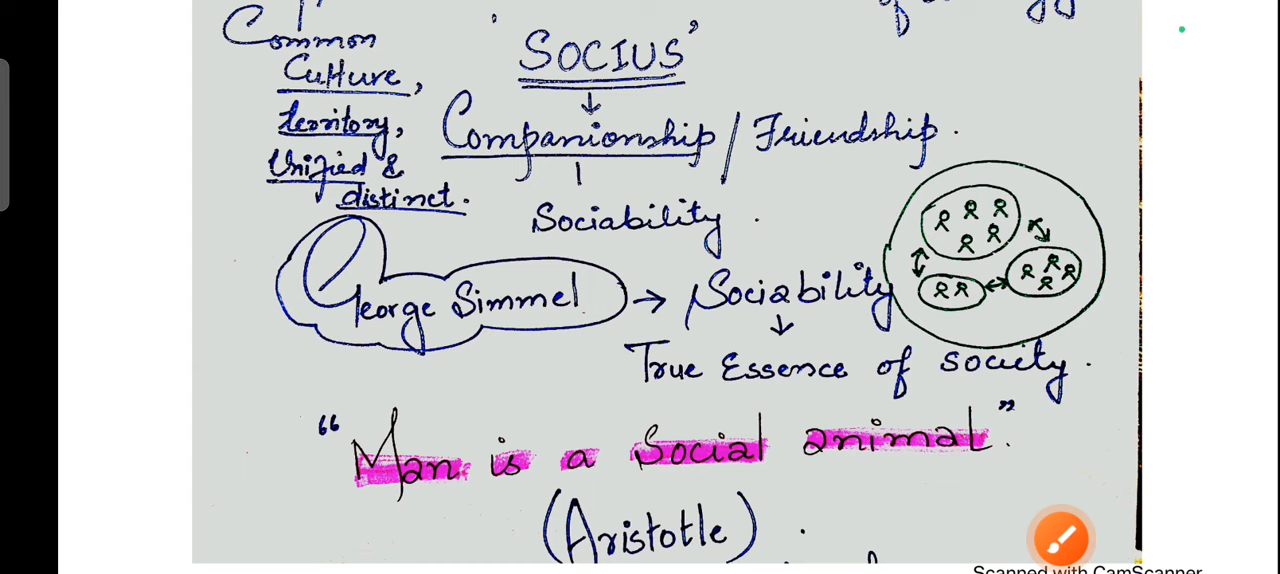 Common
Culture,
territory,
Unified &
distinct.
'SOCIUS'
Companionship / Friendship.
Sociability.
George Simmel → Sociability
True Essence of society.
"Man is a Social animal".
(Aristotle).
Scanned with CamScanner